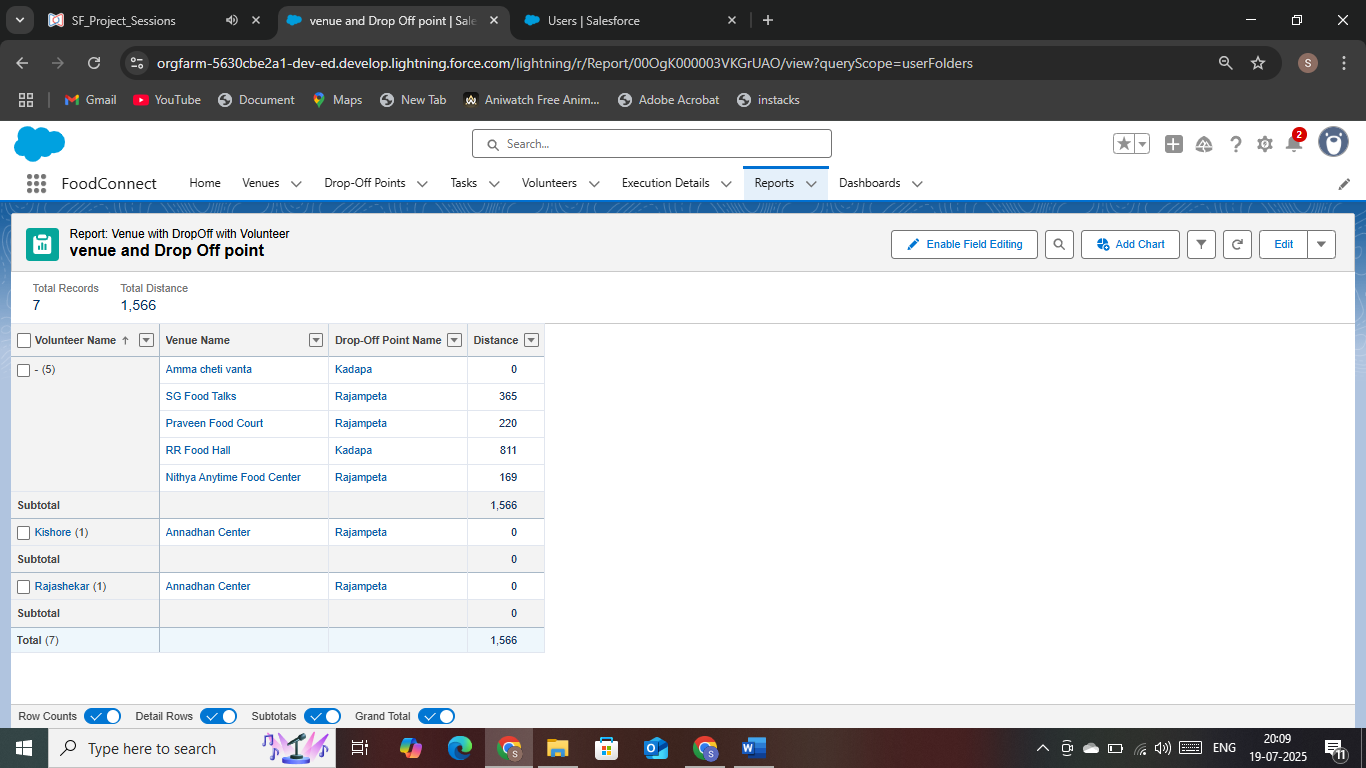 SF_Project_Sessions
venue and Drop Off point | Sale
Users | Salesforce
orgfarm-5630cbe2a1-dev-ed.develop.lightning.force.com/lightning/r/Report/00OgK000003VKGrUAO/view?queryScope=userFolders
S
Gmail YouTube Document Maps New Tab Aniwatch Free Anim... Adobe Acrobat instacks
Search...
2
FoodConnect Home Venues Drop-Off Points Tasks Volunteers Execution Details Reports Dashboards
Report: Venue with DropOff with Volunteer
venue and Drop Off point
Enable Field Editing Add Chart Edit
Total Records Total Distance
7 1,566
Volunteer Name ↑ Venue Name Drop-Off Point Name Distance
- (5) Amma cheti vanta Kadapa 0
SG Food Talks Rajampeta 365
Praveen Food Court Rajampeta 220
RR Food Hall Kadapa 811
Nithya Anytime Food Center Rajampeta 169
Subtotal 1,566
Kishore (1) Annadhan Center Rajampeta 0
Subtotal 0
Rajashekar (1) Annadhan Center Rajampeta 0
Subtotal 0
Total (7) 1,566
Row Counts Detail Rows Subtotals Grand Total
Type here to search
ENG
20:09
19-07-2025
11